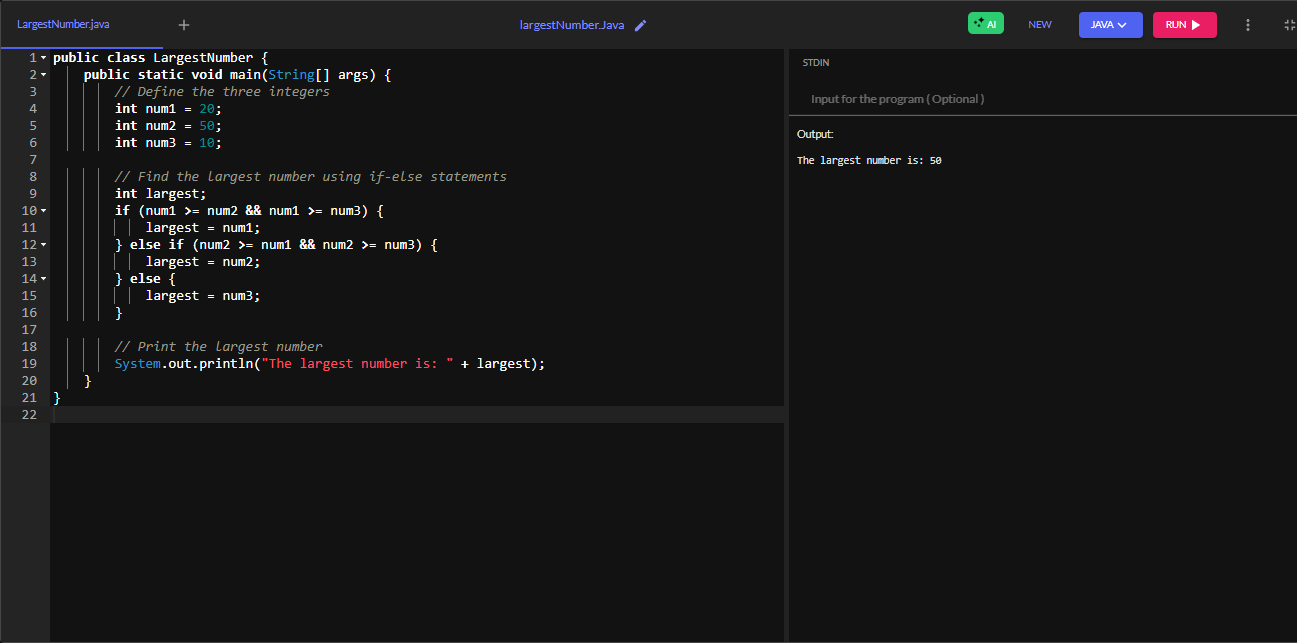 LargestNumber.java
+
largestNumber.Java
AI
NEW
JAVA
RUN
1 public class LargestNumber {
2     public static void main(String[] args) {
3         // Define the three integers
4         int num1 = 20;
5         int num2 = 50;
6         int num3 = 10;
7
8         // Find the largest number using if-else statements
9         int largest;
10         if (num1 >= num2 && num1 >= num3) {
11             largest = num1;
12         } else if (num2 >= num1 && num2 >= num3) {
13             largest = num2;
14         } else {
15             largest = num3;
16         }
17
18         // Print the largest number
19         System.out.println("The largest number is: " + largest);
20     }
21 }
22
STDIN
Input for the program ( Optional )
Output:
The largest number is: 50